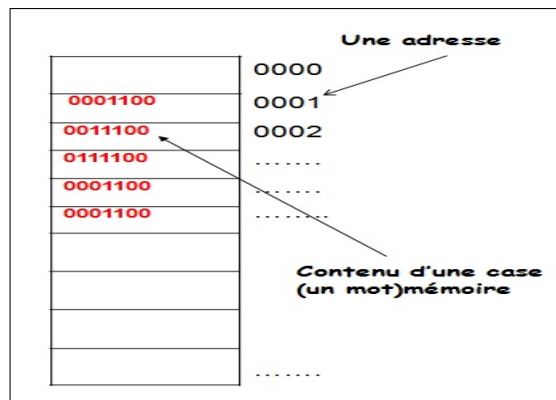 Une adresse
0000
0001100 0001
0011100 0002
0111100 .......
0001100 .......
0001100 ........
Contenu d'une case
(un mot)mémoire
.......